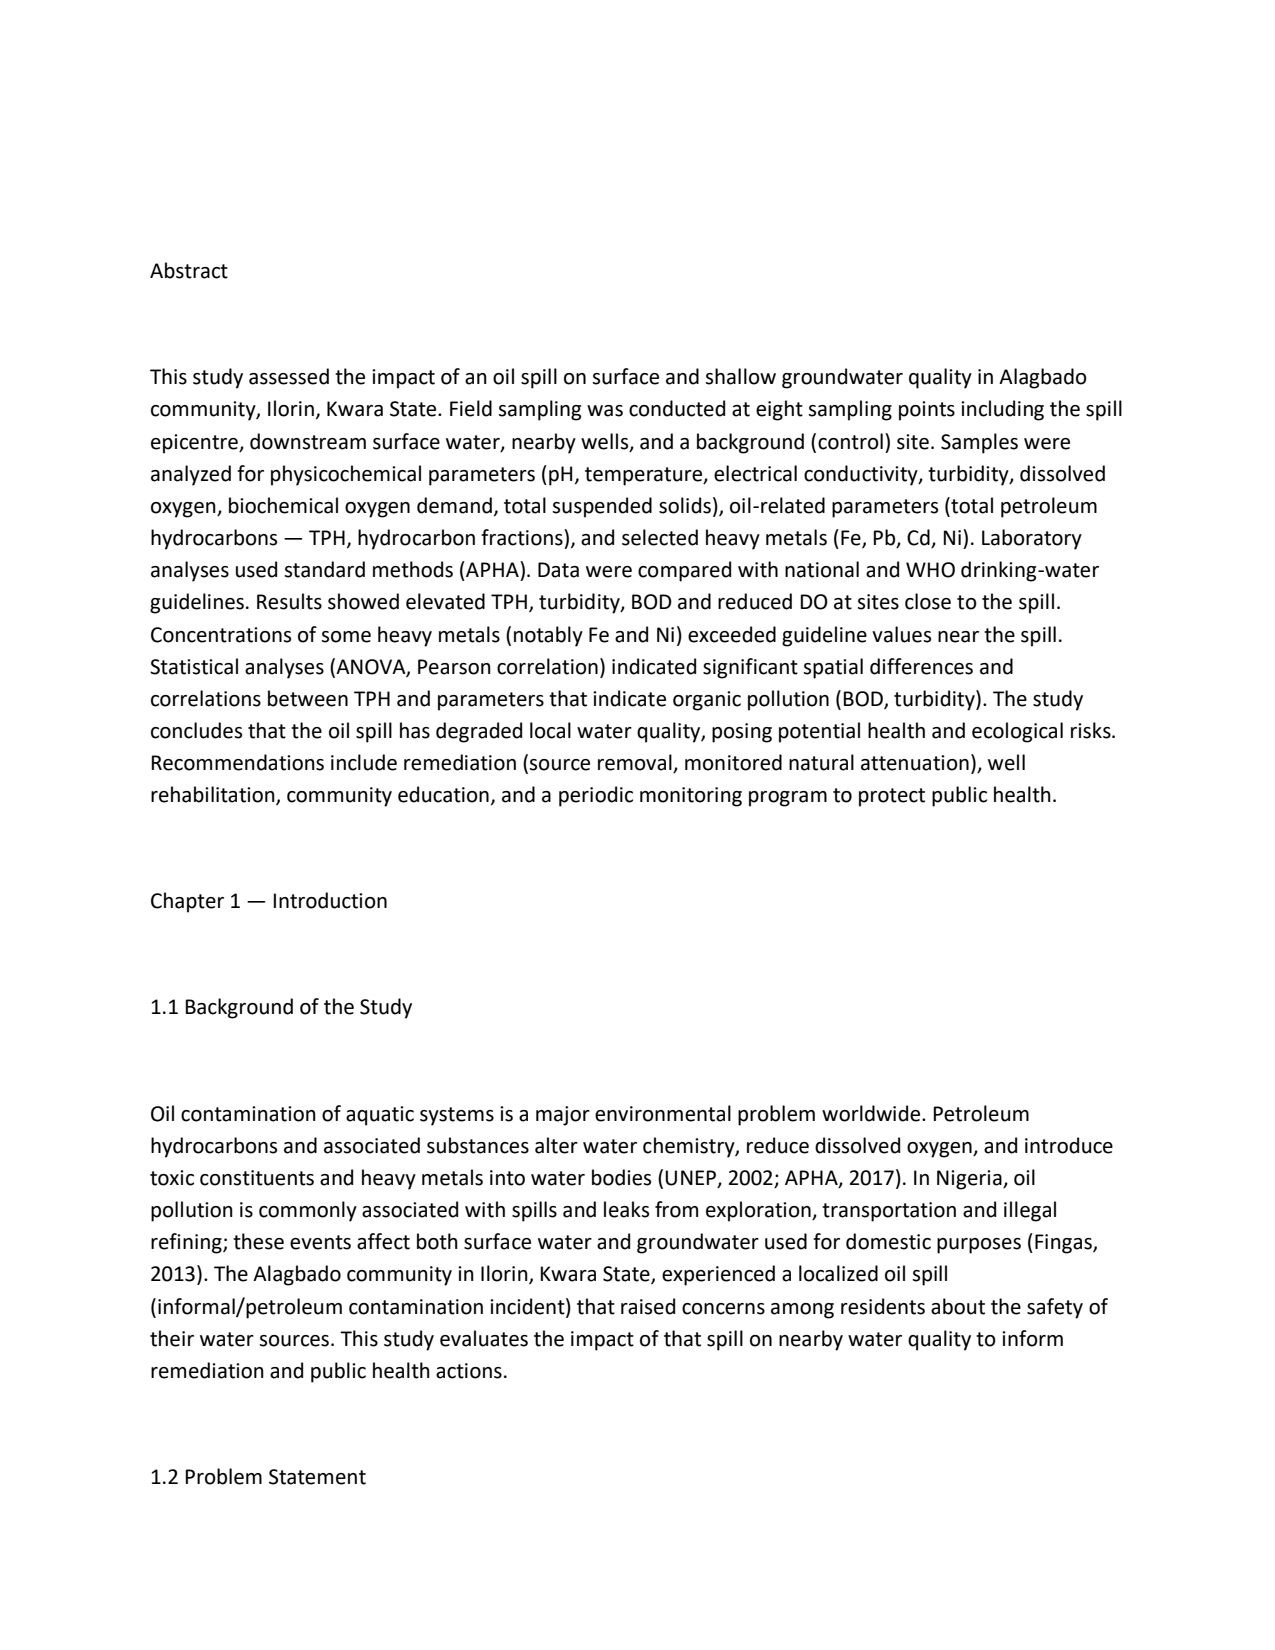 Abstract
This study assessed the impact of an oil spill on surface and shallow groundwater quality in Alagbado
community, Ilorin, Kwara State. Field sampling was conducted at eight sampling points including the spill
epicentre, downstream surface water, nearby wells, and a background (control) site. Samples were
analyzed for physicochemical parameters (pH, temperature, electrical conductivity, turbidity, dissolved
oxygen, biochemical oxygen demand, total suspended solids), oil-related parameters (total petroleum
hydrocarbons — TPH, hydrocarbon fractions), and selected heavy metals (Fe, Pb, Cd, Ni). Laboratory
analyses used standard methods (APHA). Data were compared with national and WHO drinking-water
guidelines. Results showed elevated TPH, turbidity, BOD and reduced DO at sites close to the spill.
Concentrations of some heavy metals (notably Fe and Ni) exceeded guideline values near the spill.
Statistical analyses (ANOVA, Pearson correlation) indicated significant spatial differences and
correlations between TPH and parameters that indicate organic pollution (BOD, turbidity). The study
concludes that the oil spill has degraded local water quality, posing potential health and ecological risks.
Recommendations include remediation (source removal, monitored natural attenuation), well
rehabilitation, community education, and a periodic monitoring program to protect public health.
Chapter 1 — Introduction
1.1 Background of the Study
Oil contamination of aquatic systems is a major environmental problem worldwide. Petroleum
hydrocarbons and associated substances alter water chemistry, reduce dissolved oxygen, and introduce
toxic constituents and heavy metals into water bodies (UNEP, 2002; APHA, 2017). In Nigeria, oil
pollution is commonly associated with spills and leaks from exploration, transportation and illegal
refining; these events affect both surface water and groundwater used for domestic purposes (Fingas,
2013). The Alagbado community in Ilorin, Kwara State, experienced a localized oil spill
(informal/petroleum contamination incident) that raised concerns among residents about the safety of
their water sources. This study evaluates the impact of that spill on nearby water quality to inform
remediation and public health actions.
1.2 Problem Statement